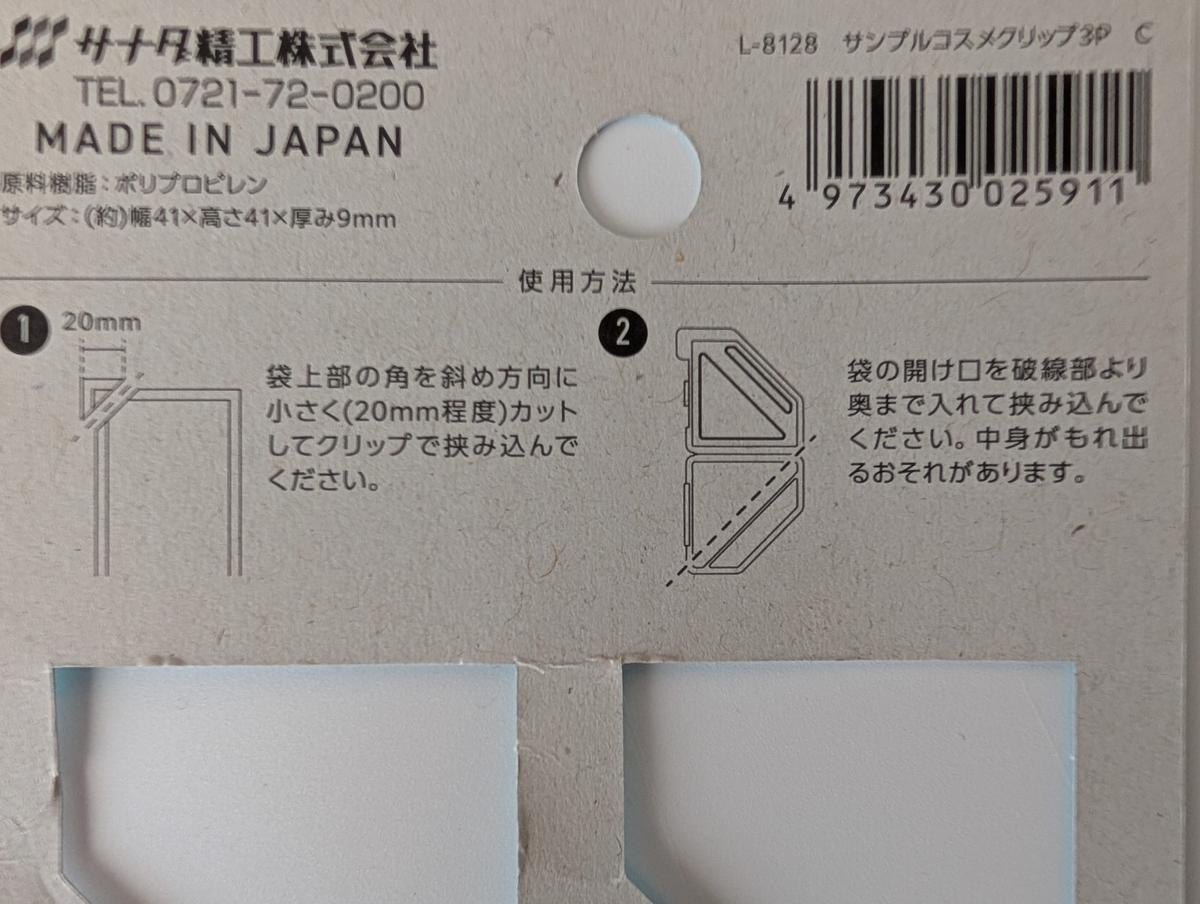 サナダ精工株式会社
TEL. 0721-72-0200
MADE IN JAPAN
原料樹脂：ポリプロピレン
サイズ：(約)幅41×高さ41×厚み9mm
L-8128 サンプルコスメクリップ3P C
4 973430 025911
使用方法
1
20mm
袋上部の角を斜め方向に
小さく(20mm程度)カット
してクリップで挟み込んで
ください。
2
袋の開け口を破線部より
奥まで入れて挟み込んで
ください。中身がもれ出
るおそれがあります。